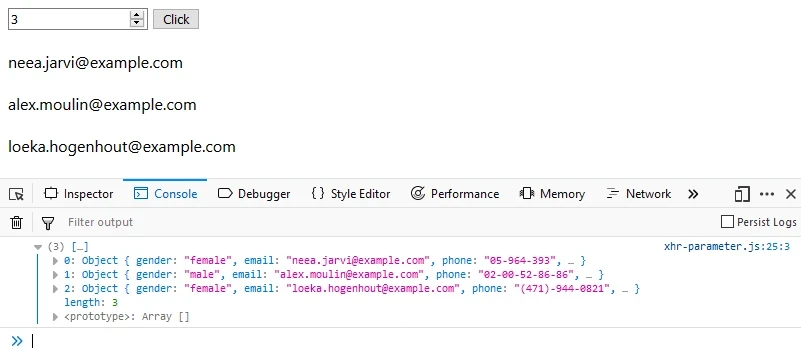 3 Click
neea.jarvi@example.com
alex.moulin@example.com
loeka.hogenhout@example.com
Inspector Console Debugger {} Style Editor Performance Memory Network »
Filter output Persist Logs
(3) […] xhr-parameter.js:25:3
0: Object { gender: "female", email: "neea.jarvi@example.com", phone: "05-964-393", … }
1: Object { gender: "male", email: "alex.moulin@example.com", phone: "02-00-52-86-86", … }
2: Object { gender: "female", email: "loeka.hogenhout@example.com", phone: "(471)-944-0821", … }
length: 3
<prototype>: Array []
»